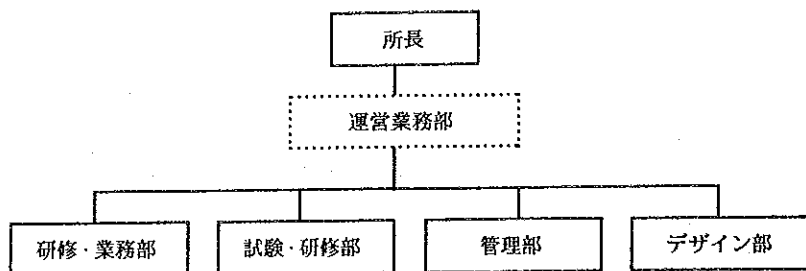 所長
運営業務部
研修・業務部
試験・研修部
管理部
デザイン部